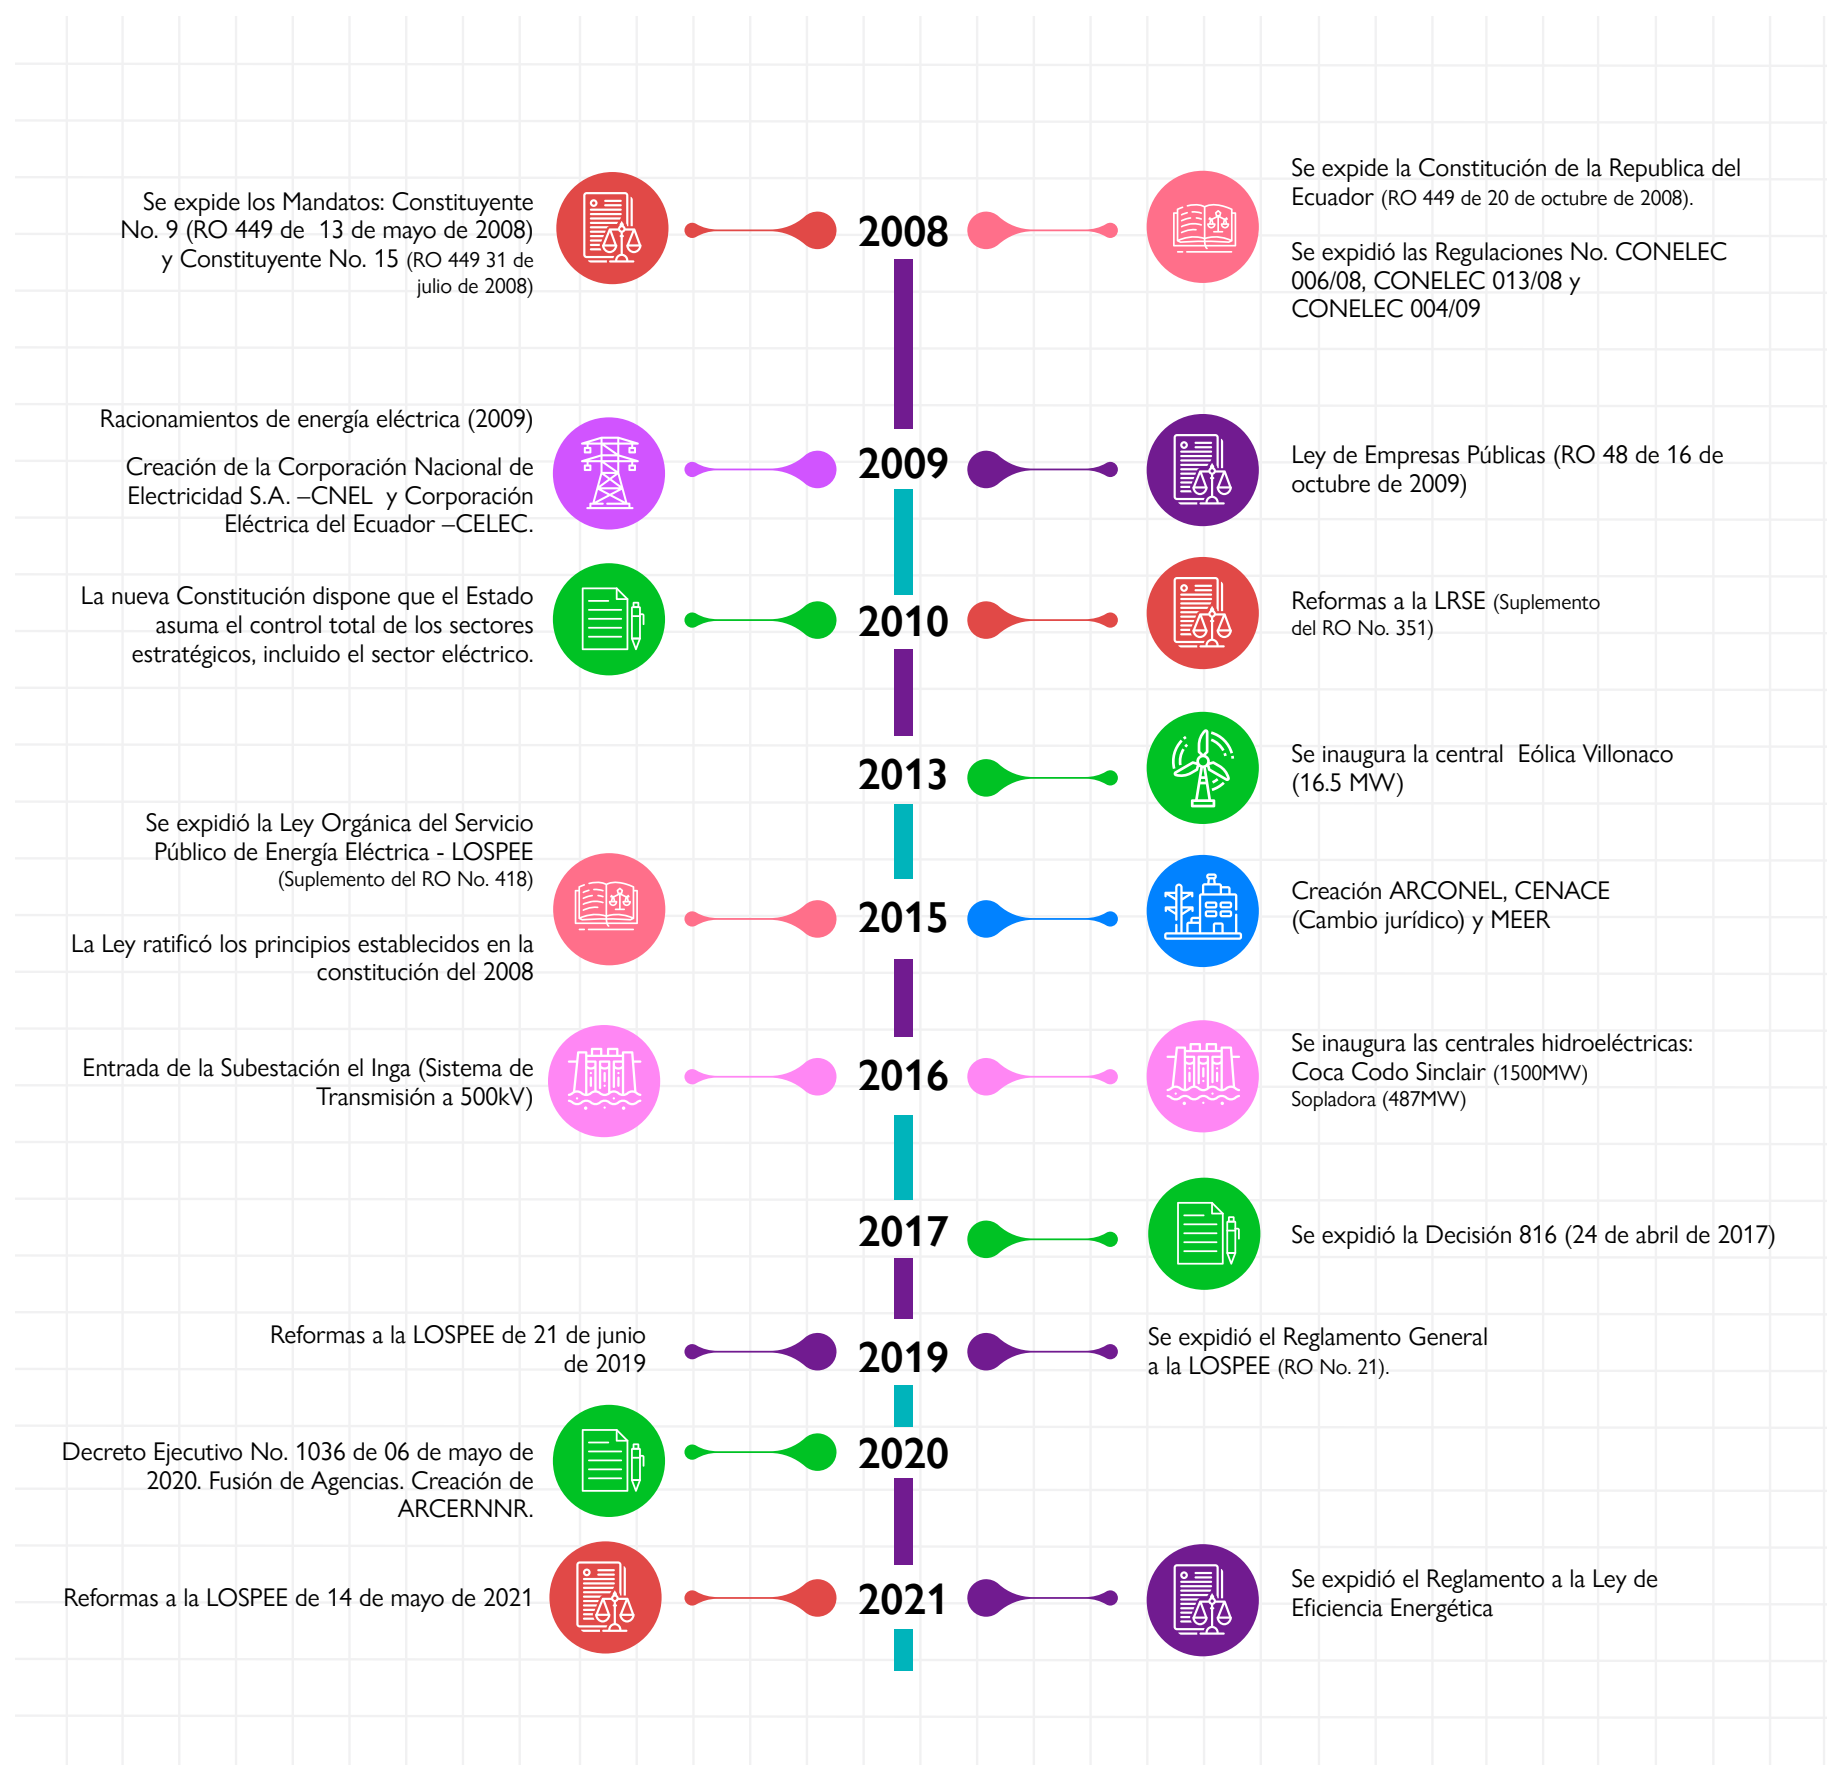 Se expide los Mandatos: Constituyente
No. 9 (RO 449 de 13 de mayo de 2008)
y Constituyente No. 15 (RO 449 31 de
julio de 2008)
2008
Se expide la Constitución de la Republica del
Ecuador (RO 449 de 20 de octubre de 2008).
Se expidió las Regulaciones No. CONELEC
006/08, CONELEC 013/08 y
CONELEC 004/09
Racionamientos de energía eléctrica (2009)
Creación de la Corporación Nacional de
Electricidad S.A. –CNEL y Corporación
Eléctrica del Ecuador –CELEC.
2009
Ley de Empresas Públicas (RO 48 de 16 de
octubre de 2009)
La nueva Constitución dispone que el Estado
asuma el control total de los sectores
estratégicos, incluido el sector eléctrico.
2010
Reformas a la LRSE (Suplemento
del RO No. 351)
2013
Se inaugura la central Eólica Villonaco
(16.5 MW)
Se expidió la Ley Orgánica del Servicio
Público de Energía Eléctrica - LOSPEE
(Suplemento del RO No. 418)
La Ley ratificó los principios establecidos en la
constitución del 2008
2015
Creación ARCONEL, CENACE
(Cambio jurídico) y MEER
Entrada de la Subestación el Inga (Sistema de
Transmisión a 500kV)
2016
Se inaugura las centrales hidroeléctricas:
Coca Codo Sinclair (1500MW)
Sopladora (487MW)
2017
Se expidió la Decisión 816 (24 de abril de 2017)
Reformas a la LOSPEE de 21 de junio
de 2019
2019
Se expidió el Reglamento General
a la LOSPEE (RO No. 21).
Decreto Ejecutivo No. 1036 de 06 de mayo de
2020. Fusión de Agencias. Creación de
ARCERNNR.
2020
Reformas a la LOSPEE de 14 de mayo de 2021
2021
Se expidió el Reglamento a la Ley de
Eficiencia Energética